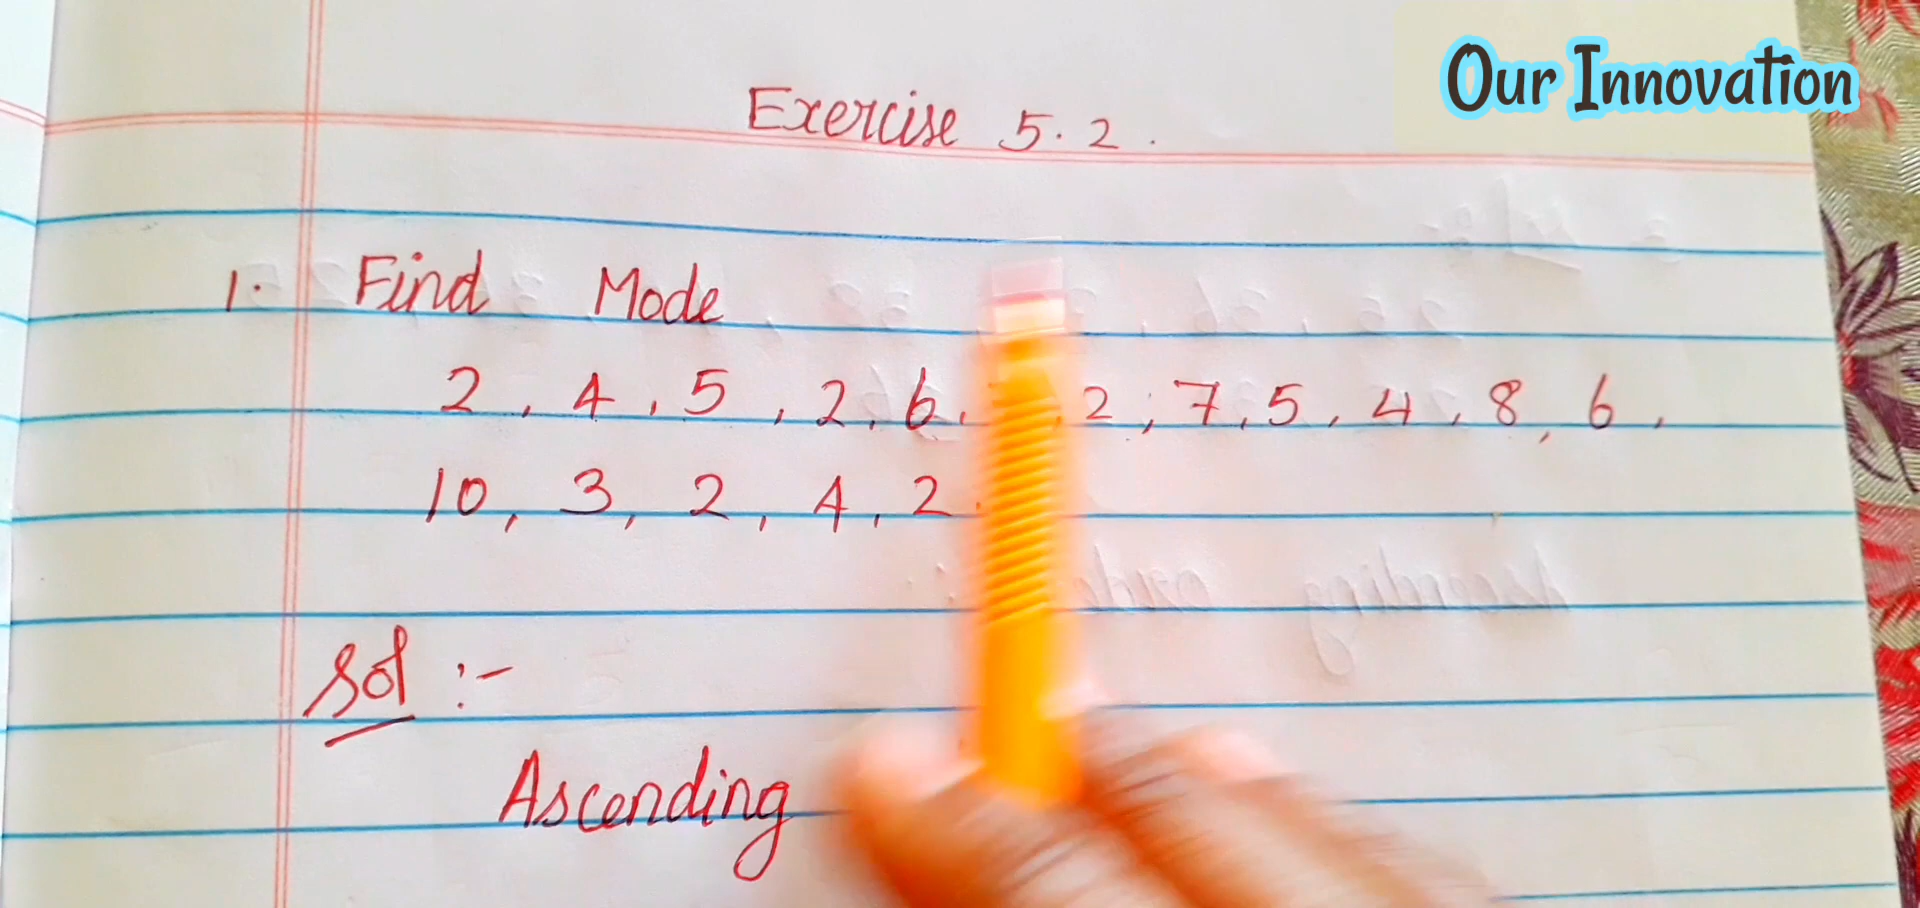 Our Innovation
Exercise 5.2.
1. Find Mode
2, 4, 5, 2, 6, , 2, 7, 5, 4, 8, 6,
10, 3, 2, 4, 2
Sol :-
Ascending